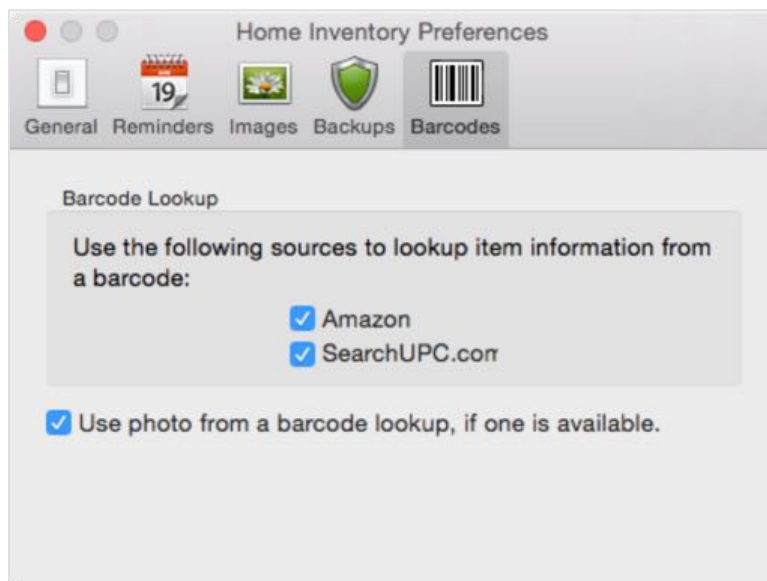 Home Inventory Preferences
19
General Reminders Images Backups Barcodes
Barcode Lookup
Use the following sources to lookup item information from
a barcode:
Amazon
SearchUPC.com
Use photo from a barcode lookup, if one is available.